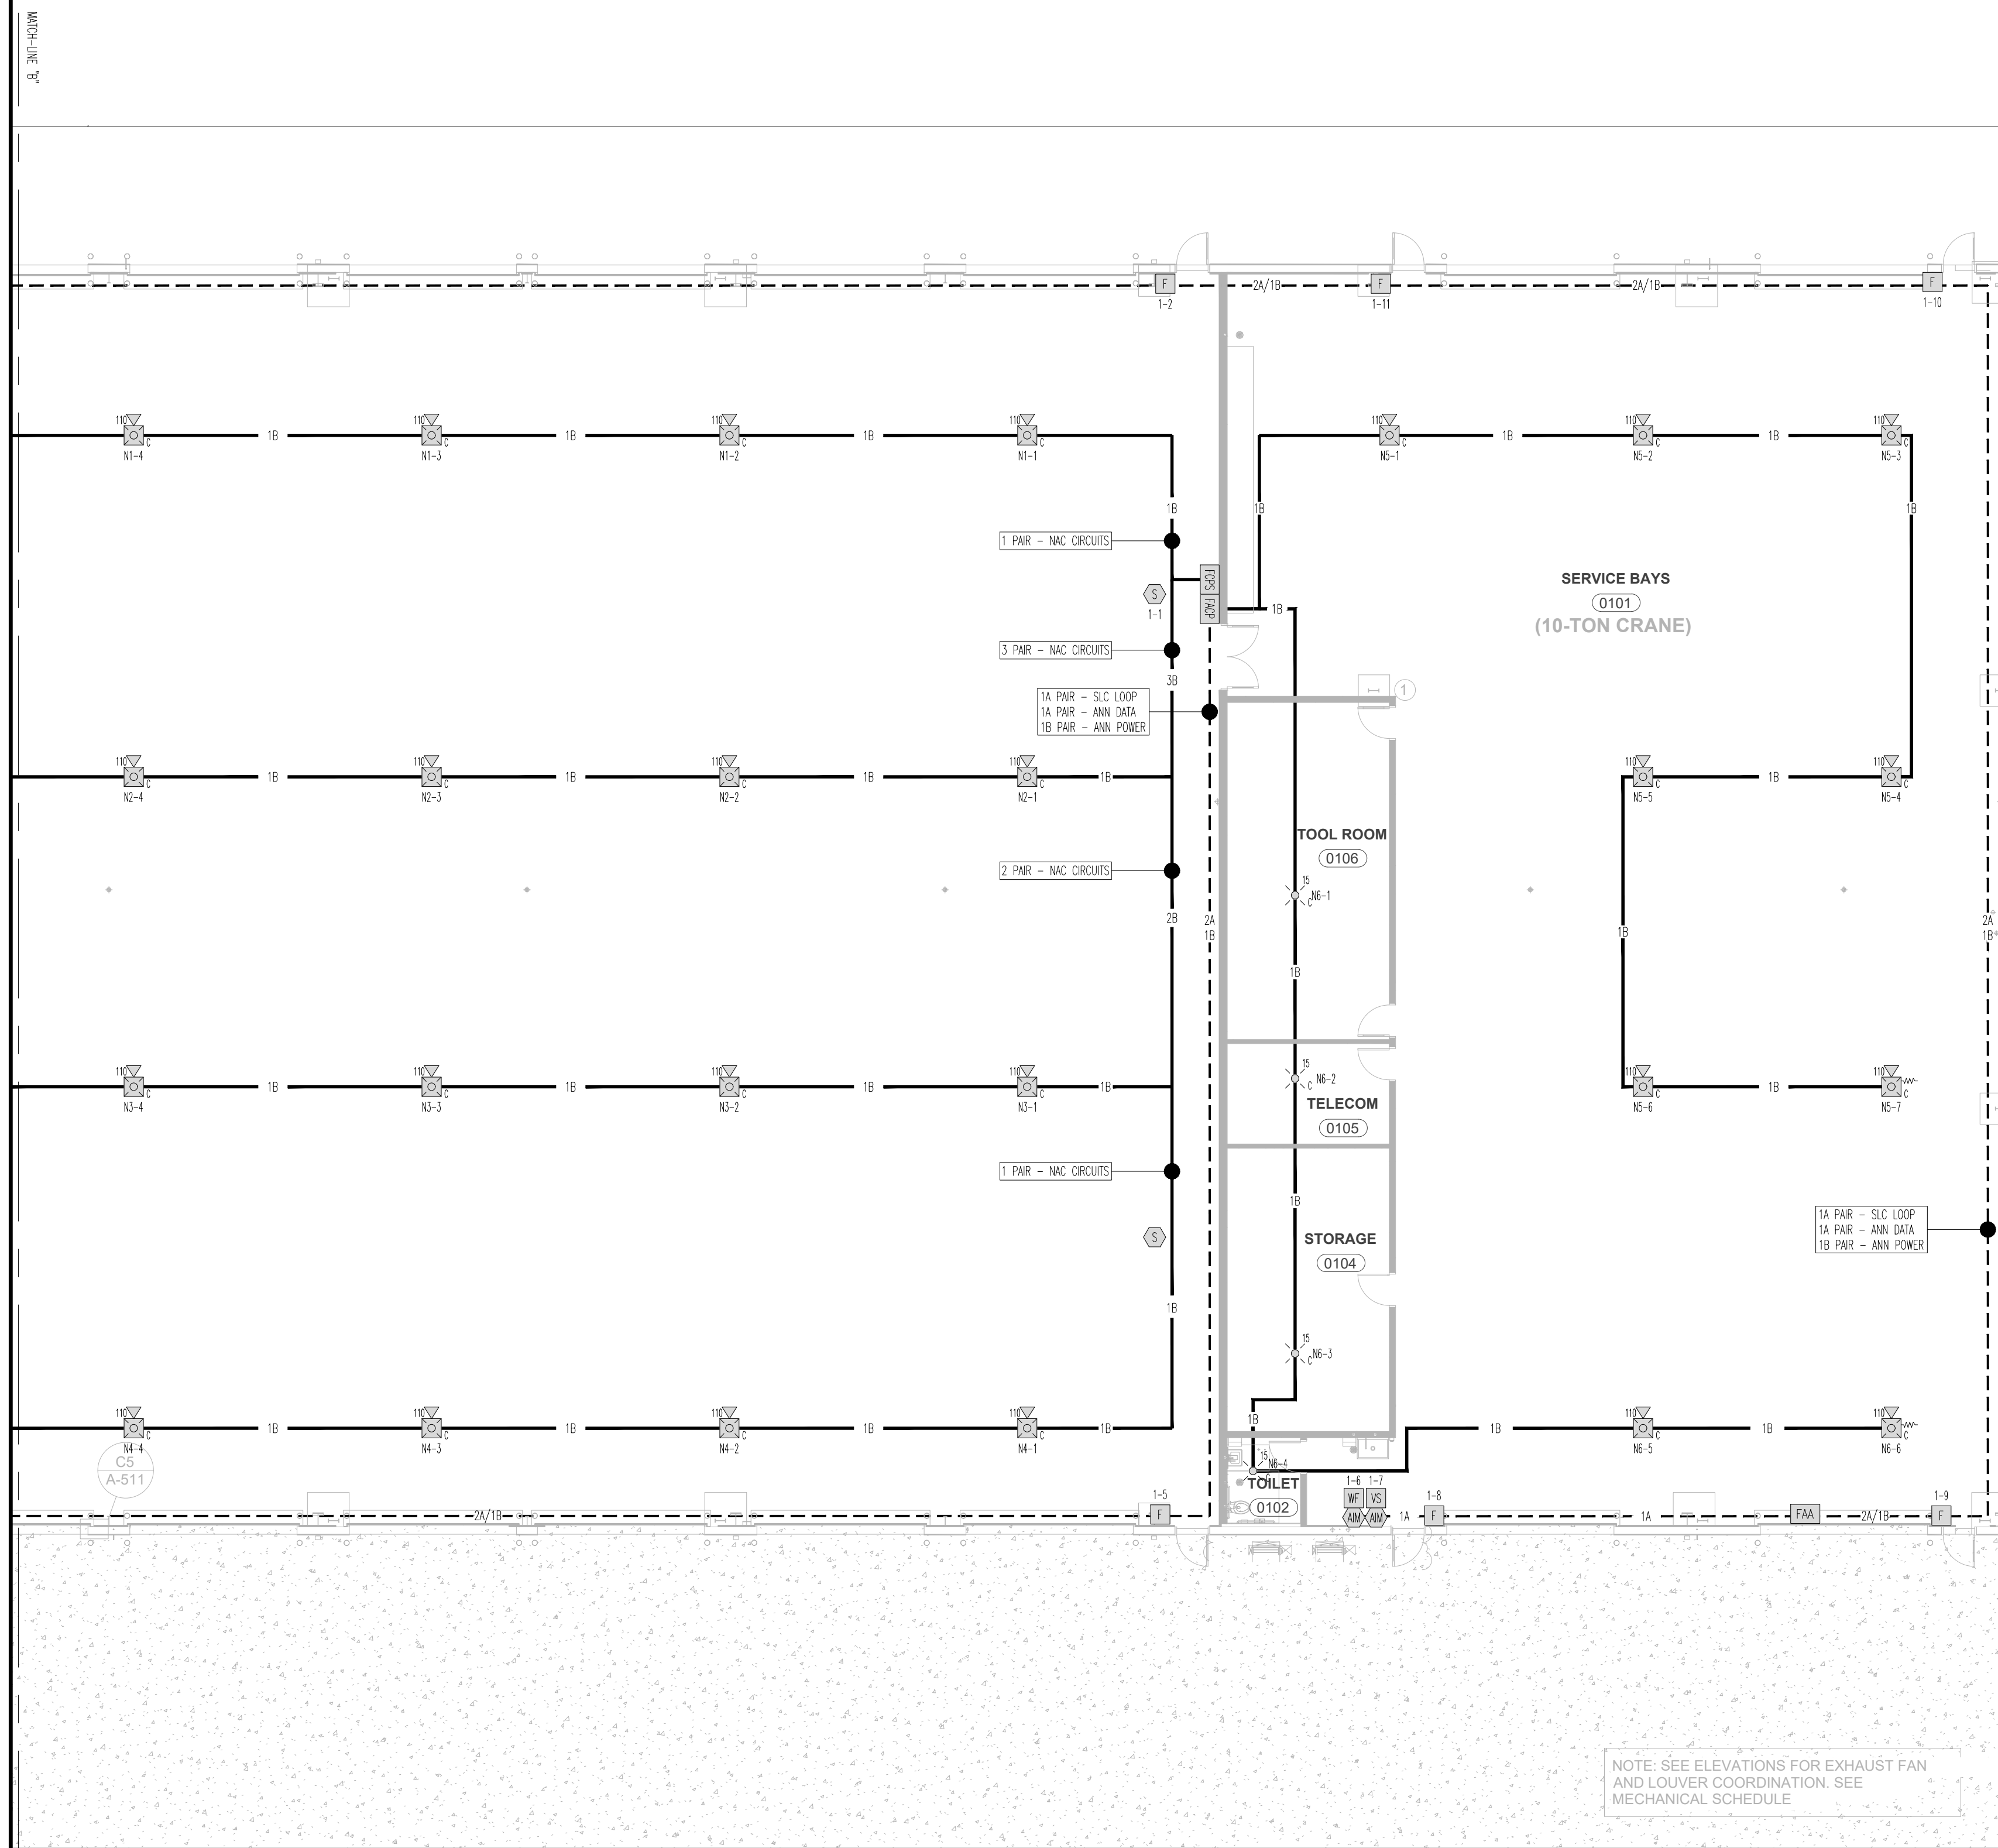 MATCH-LINE "B"
F
1-2
2A/1B
F
1-11
2A/1B
F
1-10
110
C
N1-4
1B
110
C
N1-3
1B
110
C
N1-2
1B
110
C
N1-1
110
C
N5-1
1B
110
C
N5-2
1B
110
C
N5-3
1B
1B
1B
1 PAIR - NAC CIRCUITS
FCPS
FACP
S
1-1
1B
SERVICE BAYS
0101
(10-TON CRANE)
3 PAIR - NAC CIRCUITS
3B
1A PAIR - SLC LOOP
1A PAIR - ANN DATA
1B PAIR - ANN POWER
1
110
C
N2-4
1B
110
C
N2-3
1B
110
C
N2-2
1B
110
C
N2-1
1B
110
C
N5-5
1B
110
C
N5-4
TOOL ROOM
0106
2 PAIR - NAC CIRCUITS
15
C
N6-1
2B
2A
1B
1B
2A
1B
1B
110
C
N3-4
1B
110
C
N3-3
1B
110
C
N3-2
1B
110
C
N3-1
1B
15
C
N6-2
TELECOM
0105
110
C
N5-6
1B
110
C
N5-7
1 PAIR - NAC CIRCUITS
1B
S
STORAGE
0104
1A PAIR - SLC LOOP
1A PAIR - ANN DATA
1B PAIR - ANN POWER
1B
15
C
N6-3
110
C
N4-4
1B
110
C
N4-3
1B
110
C
N4-2
1B
110
C
N4-1
1B
1B
1B
110
C
N6-5
1B
110
C
N6-6
C5
A-511
15
C
N6-4
TOILET
0102
2A/1B
1-5
F
1-6
1-7
WF
VS
AIM
AIM
1A
1-8
F
1A
FAA
2A/1B
1-9
F
NOTE: SEE ELEVATIONS FOR EXHAUST FAN
AND LOUVER COORDINATION. SEE
MECHANICAL SCHEDULE